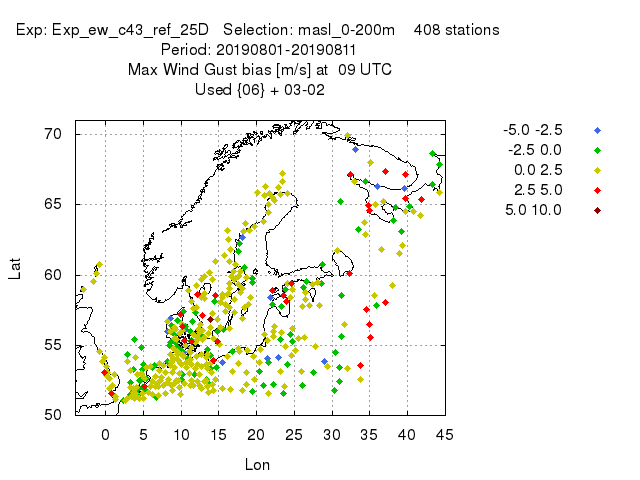 Exp: Exp_ew_c43_ref_25D   Selection: masl_0-200m    408 stations
Period: 20190801-20190811
Max Wind Gust bias [m/s] at  09 UTC
Used {06} + 03-02
-5.0 -2.5
-2.5 0.0
0.0 2.5
2.5 5.0
5.0 10.0
70
65
60
55
50
Lat
0 5 10 15 20 25 30 35 40 45
Lon